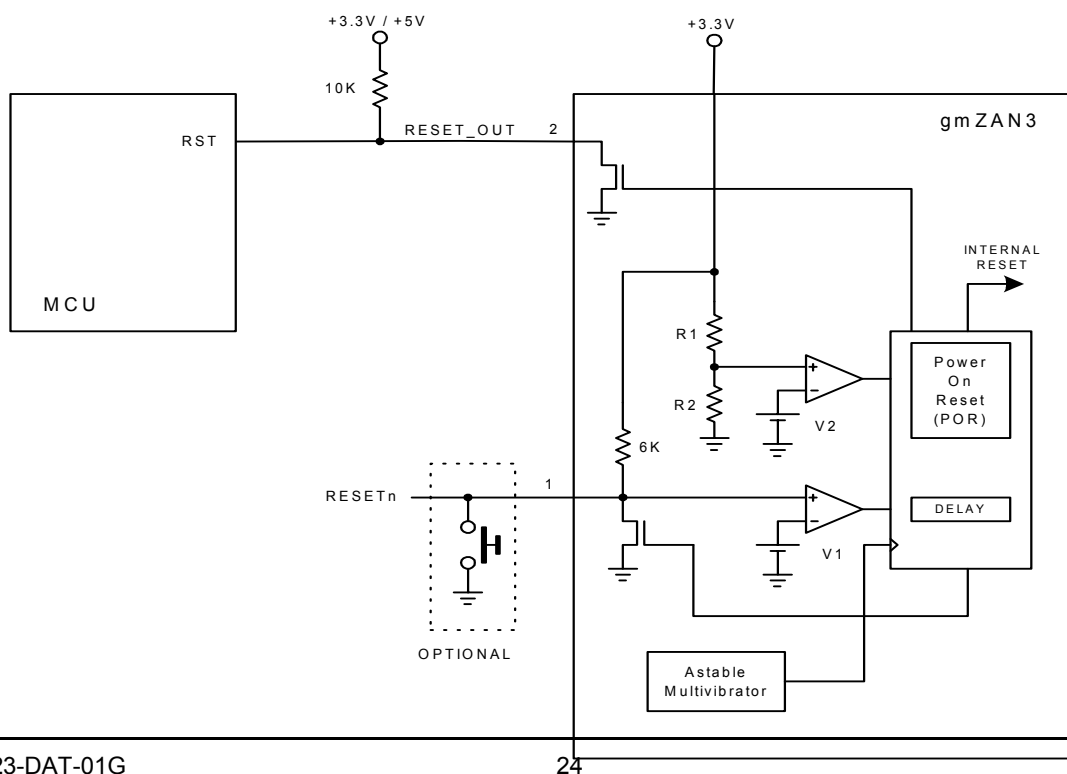 +3.3V / +5V
+3.3V
10K
gmZAN3
RST
RESET_OUT
2
INTERNAL
RESET
MCU
R1
+
-
Power
On
Reset
(POR)
R2
V2
6K
RESETn
1
+
-
DELAY
V1
OPTIONAL
Astable
Multivibrator
23-DAT-01G
24